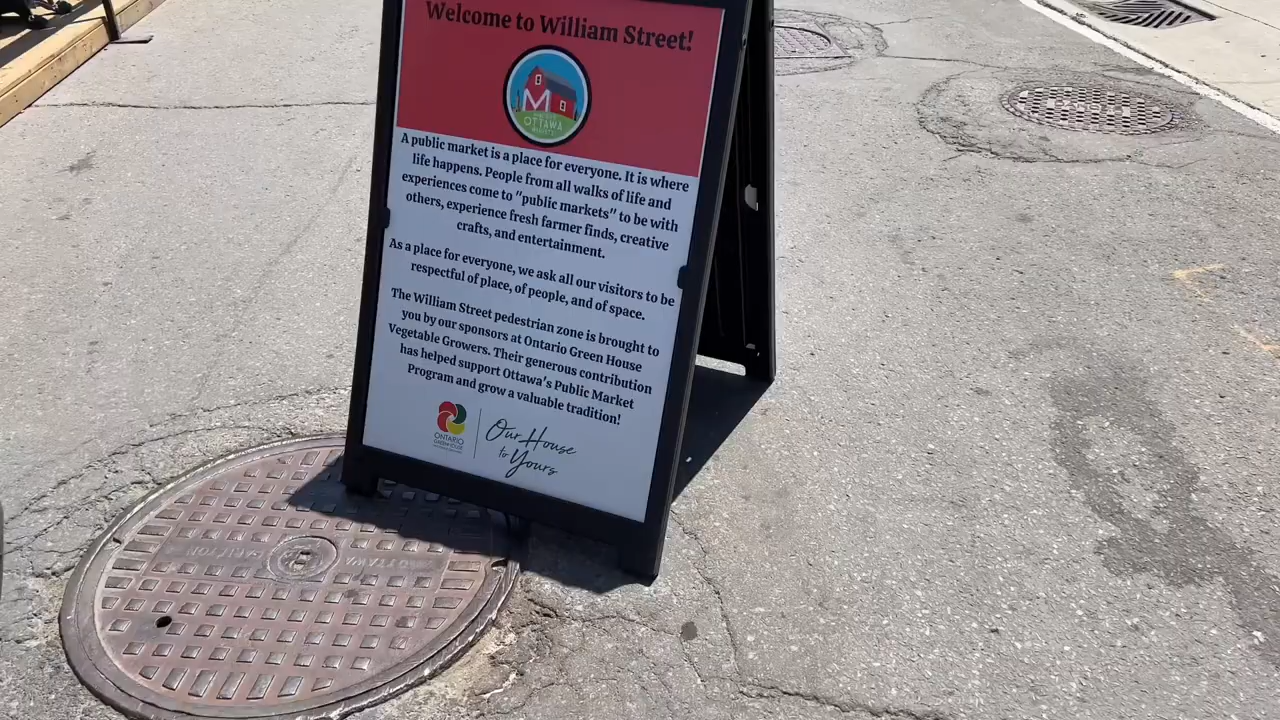 Welcome to William Street!
M
OTTAWA
MARKETS
A public market is a place for everyone. It is where
life happens. People from all walks of life and
experiences come to "public markets" to be with
others, experience fresh farmer finds, creative
crafts, and entertainment.
As a place for everyone, we ask all our visitors to be
respectful of place, of people, and of space.
The William Street pedestrian zone is brought to
you by our sponsors at Ontario Green House
Vegetable Growers. Their generous contribution
has helped support Ottawa's Public Market
Program and grow a valuable tradition!
ONTARIO
GREENHOUSE
Our House
to Yours
OTTAWA
CARLETON